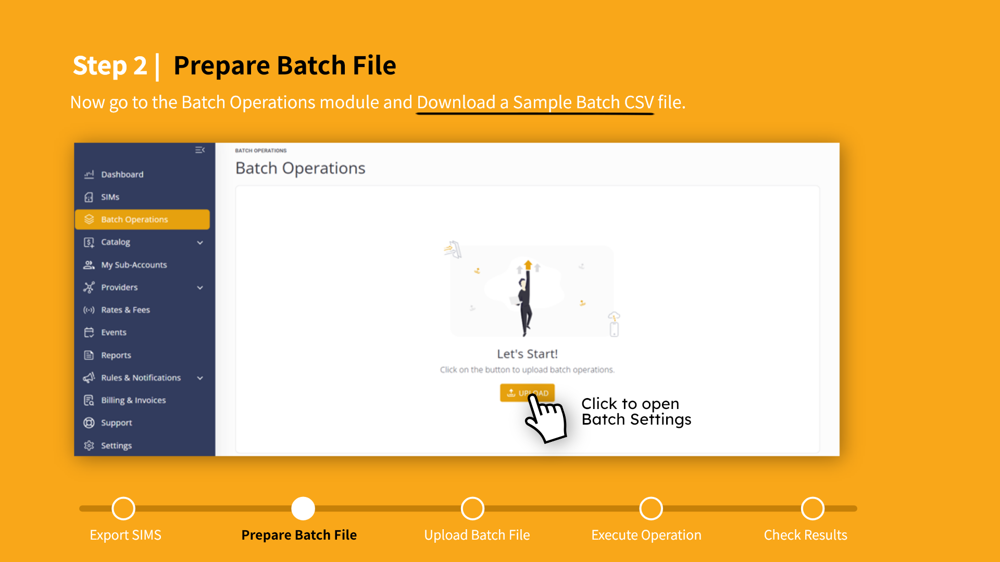 Step 2 | Prepare Batch File
Now go to the Batch Operations module and Download a Sample Batch CSV file.
Dashboard
SIMs
Batch Operations
Catalog
My Sub-Accounts
Providers
Rates & Fees
Events
Reports
Rules & Notifications
Billing & Invoices
Support
Settings
BATCH OPERATIONS
Batch Operations
Let's Start!
Click on the button to upload batch operations.
UPLOAD
Click to open
Batch Settings
Export SIMS
Prepare Batch File
Upload Batch File
Execute Operation
Check Results